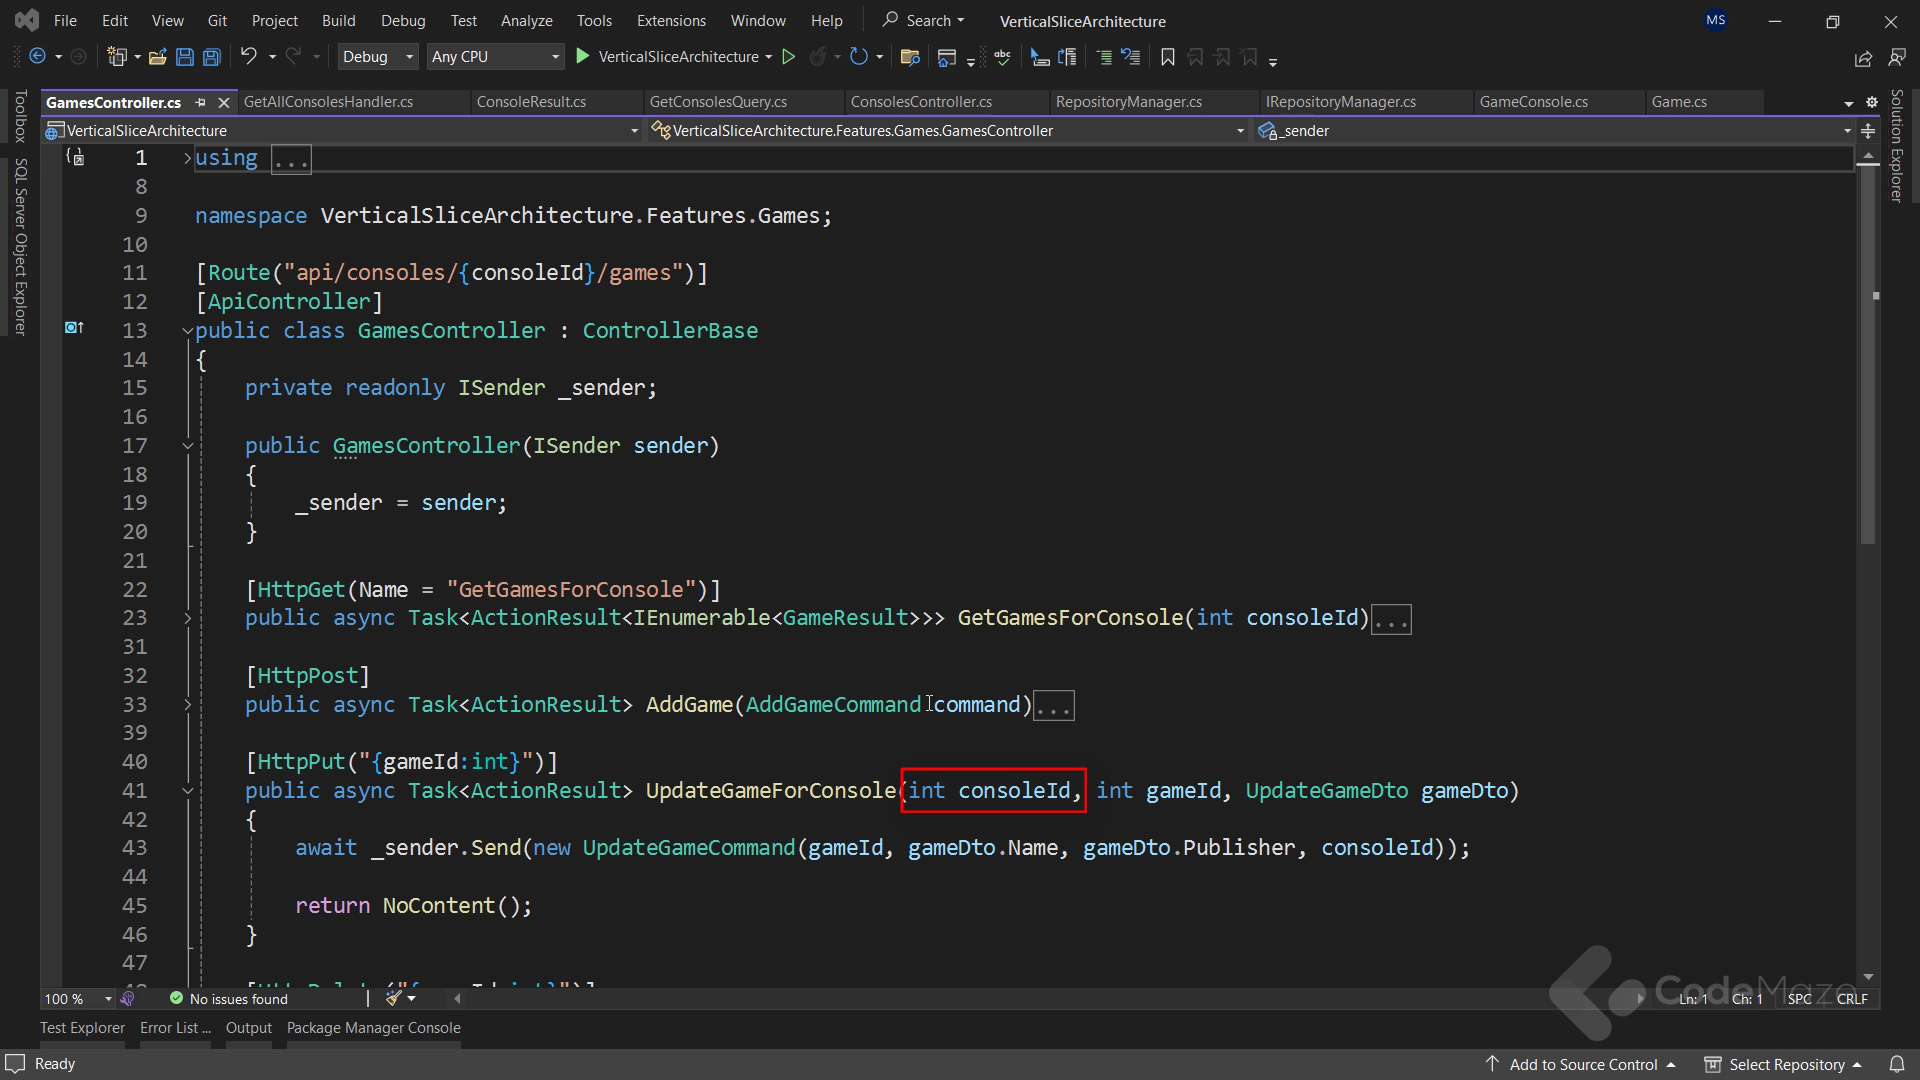 File Edit View Git Project Build Debug Test Analyze Tools Extensions Window Help Search VerticalSliceArchitecture MS
Debug Any CPU VerticalSliceArchitecture
GamesController.cs GetAllConsolesHandler.cs ConsoleResult.cs GetConsolesQuery.cs ConsolesController.cs RepositoryManager.cs IRepositoryManager.cs GameConsole.cs Game.cs
VerticalSliceArchitecture VerticalSliceArchitecture.Features.Games.GamesController _sender
Toolbox
SQL Server Object Explorer
Solution Explorer
1 using ...
8
9 namespace VerticalSliceArchitecture.Features.Games;
10
11 [Route("api/consoles/{consoleId}/games")]
12 [ApiController]
13 public class GamesController : ControllerBase
14 {
15 private readonly ISender _sender;
16
17 public GamesController(ISender sender)
18 {
19 _sender = sender;
20 }
21
22 [HttpGet(Name = "GetGamesForConsole")]
23 public async Task<ActionResult<IEnumerable<GameResult>>> GetGamesForConsole(int consoleId)...
31
32 [HttpPost]
33 public async Task<ActionResult> AddGame(AddGameCommand command)...
39
40 [HttpPut("{gameId:int}")]
41 public async Task<ActionResult> UpdateGameForConsole(int consoleId, int gameId, UpdateGameDto gameDto)
42 {
43 await _sender.Send(new UpdateGameCommand(gameId, gameDto.Name, gameDto.Publisher, consoleId));
44
45 return NoContent();
46 }
47
100 % No issues found Ln: 1 Ch: 1 SPC CRLF
CodeMaze
Test Explorer Error List ... Output Package Manager Console
Ready Add to Source Control Select Repository